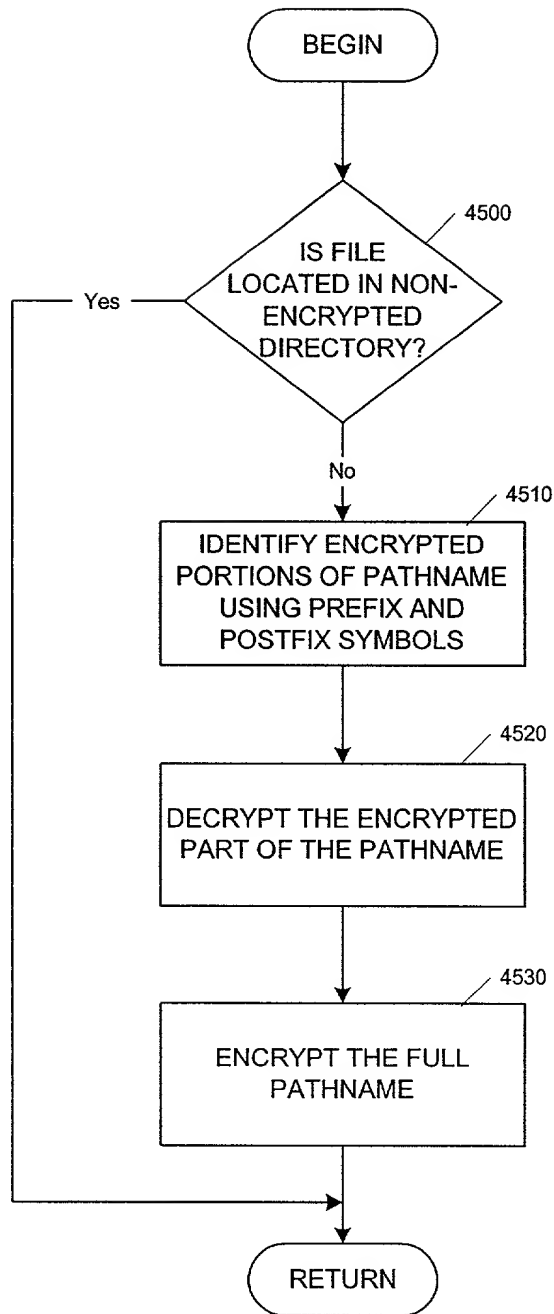 BEGIN
4500
IS FILE
LOCATED IN NON-
ENCRYPTED
DIRECTORY?
Yes
No
4510
IDENTIFY ENCRYPTED
PORTIONS OF PATHNAME
USING PREFIX AND
POSTFIX SYMBOLS
4520
DECRYPT THE ENCRYPTED
PART OF THE PATHNAME
4530
ENCRYPT THE FULL
PATHNAME
RETURN